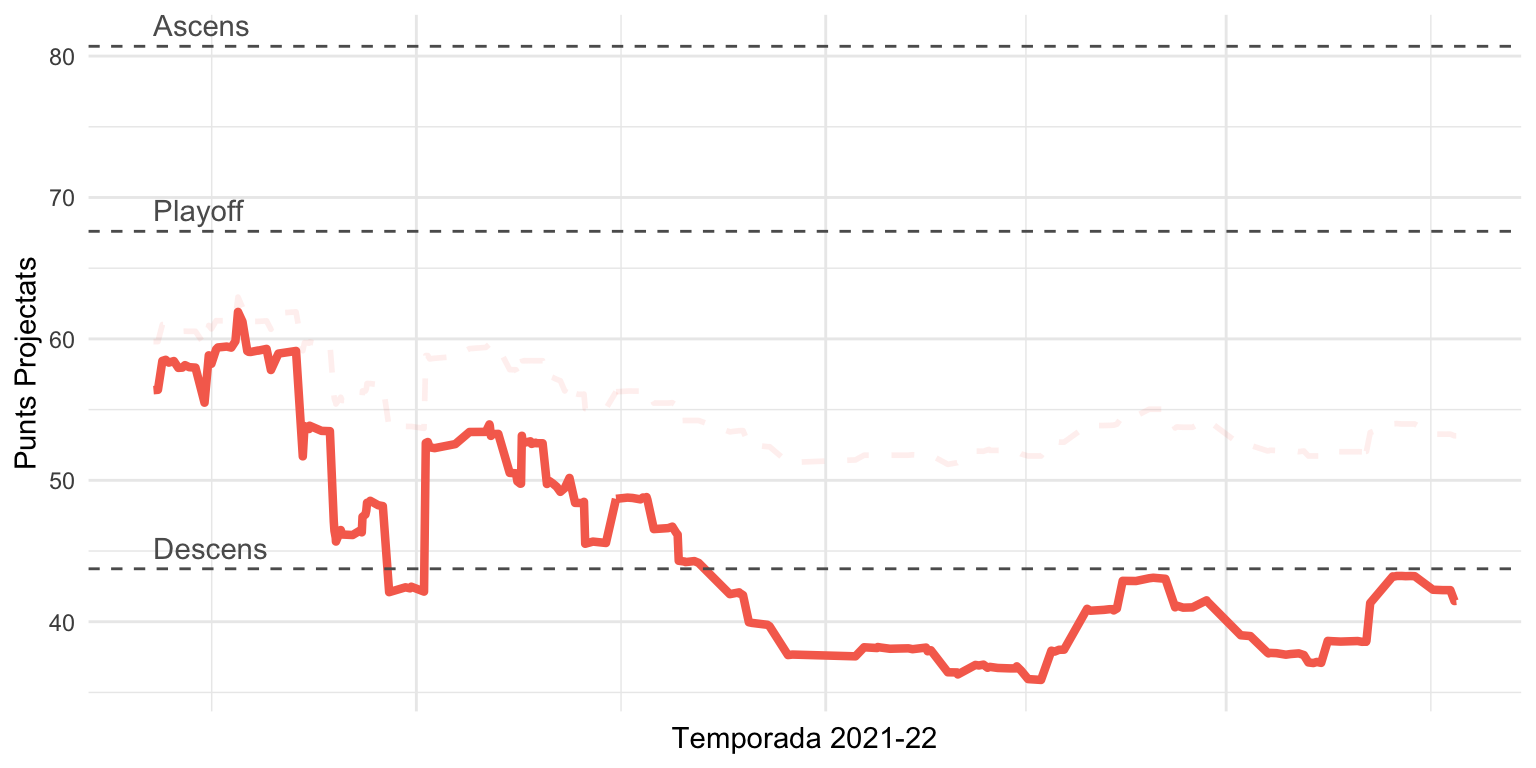 Ascens
80
70
Playoff
Punts Projectats
60
50
Descens
40
Temporada 2021-22